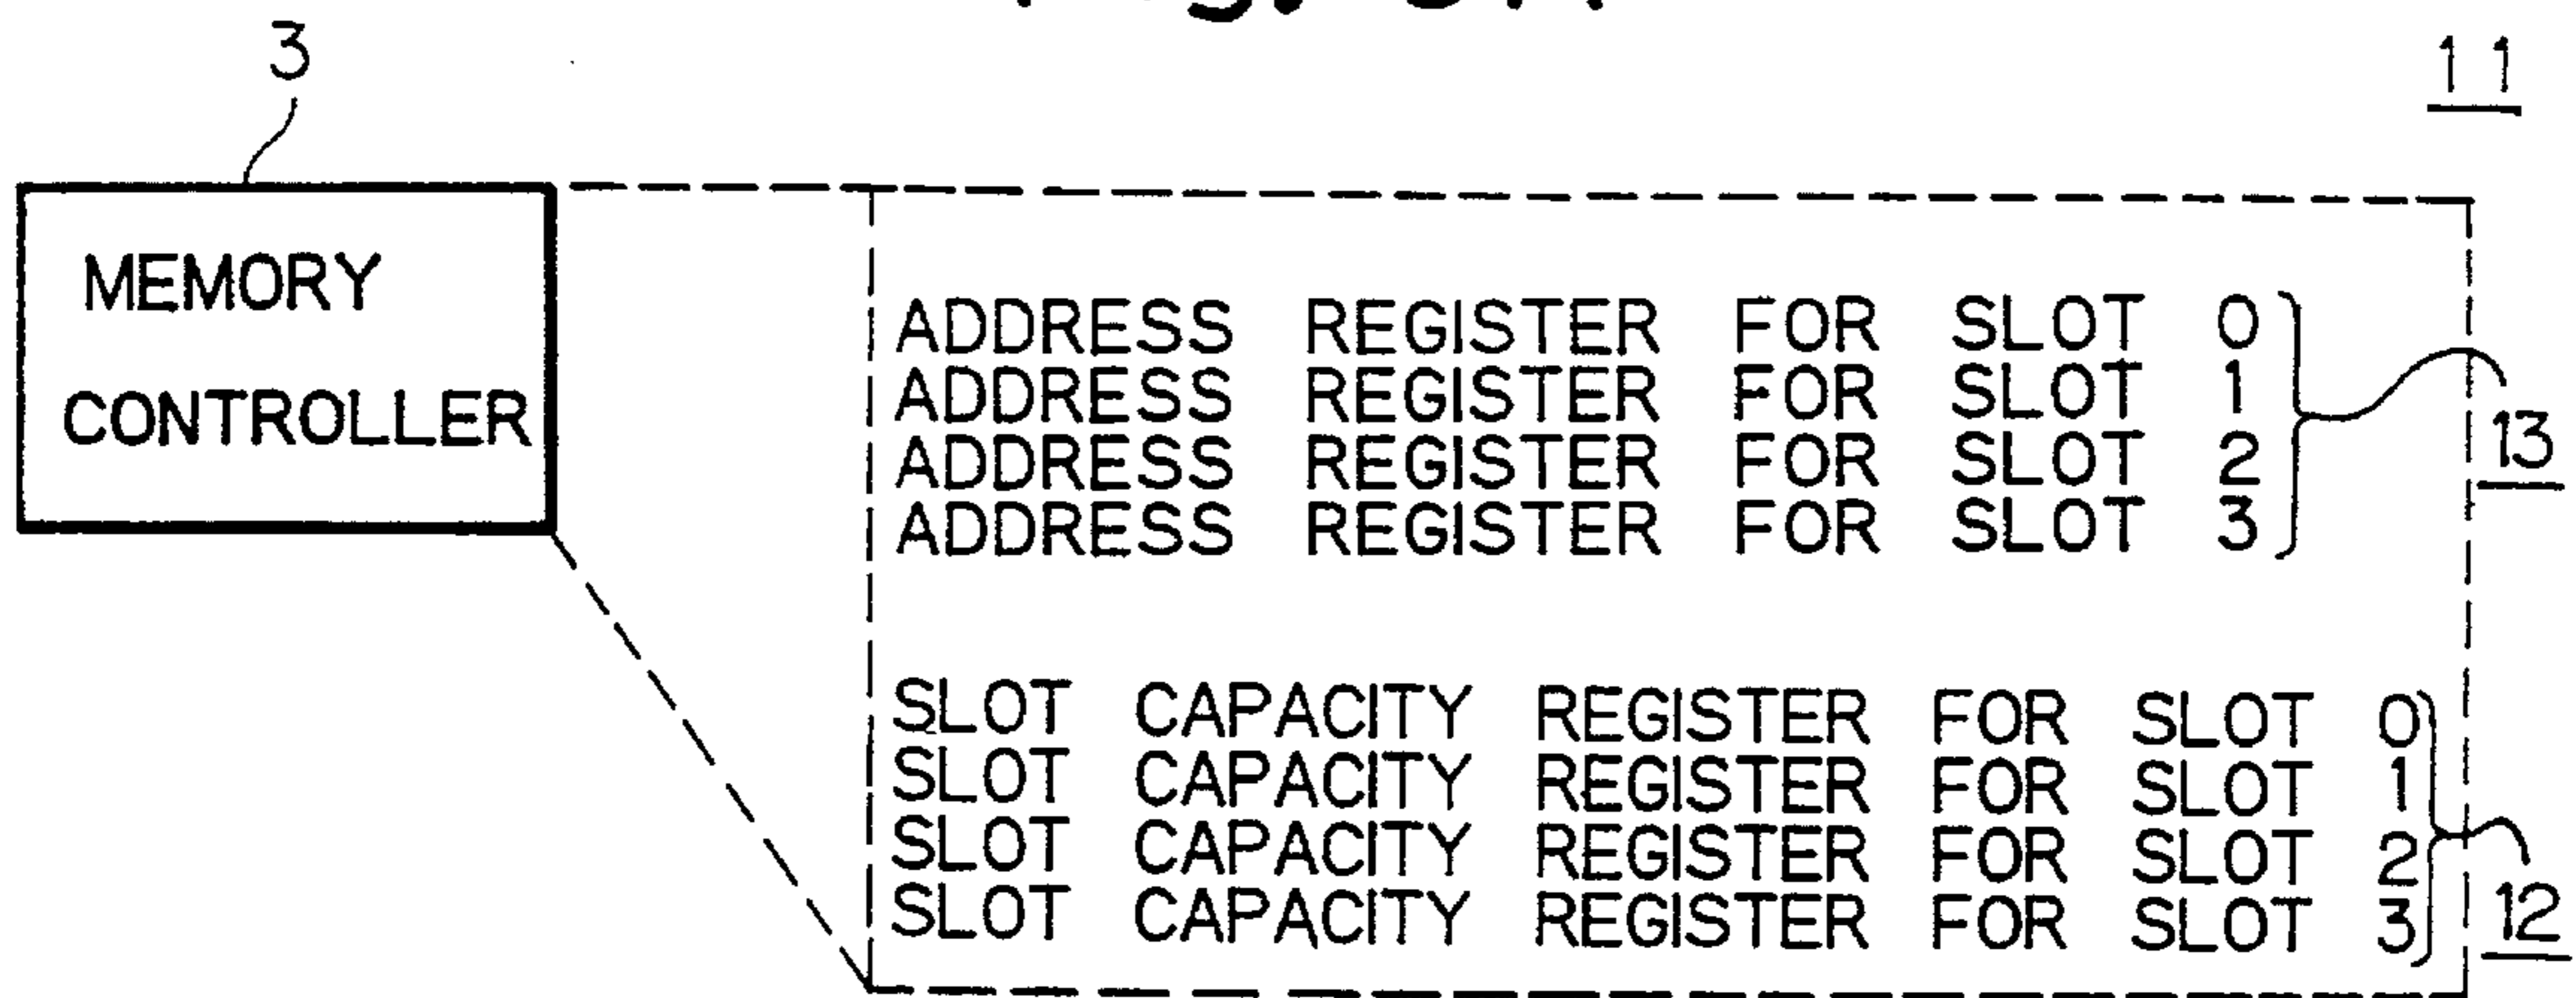 3
11
MEMORY
CONTROLLER
ADDRESS REGISTER FOR SLOT 0
ADDRESS REGISTER FOR SLOT 1
ADDRESS REGISTER FOR SLOT 2
ADDRESS REGISTER FOR SLOT 3
13
SLOT CAPACITY REGISTER FOR SLOT 0
SLOT CAPACITY REGISTER FOR SLOT 1
SLOT CAPACITY REGISTER FOR SLOT 2
SLOT CAPACITY REGISTER FOR SLOT 3
12